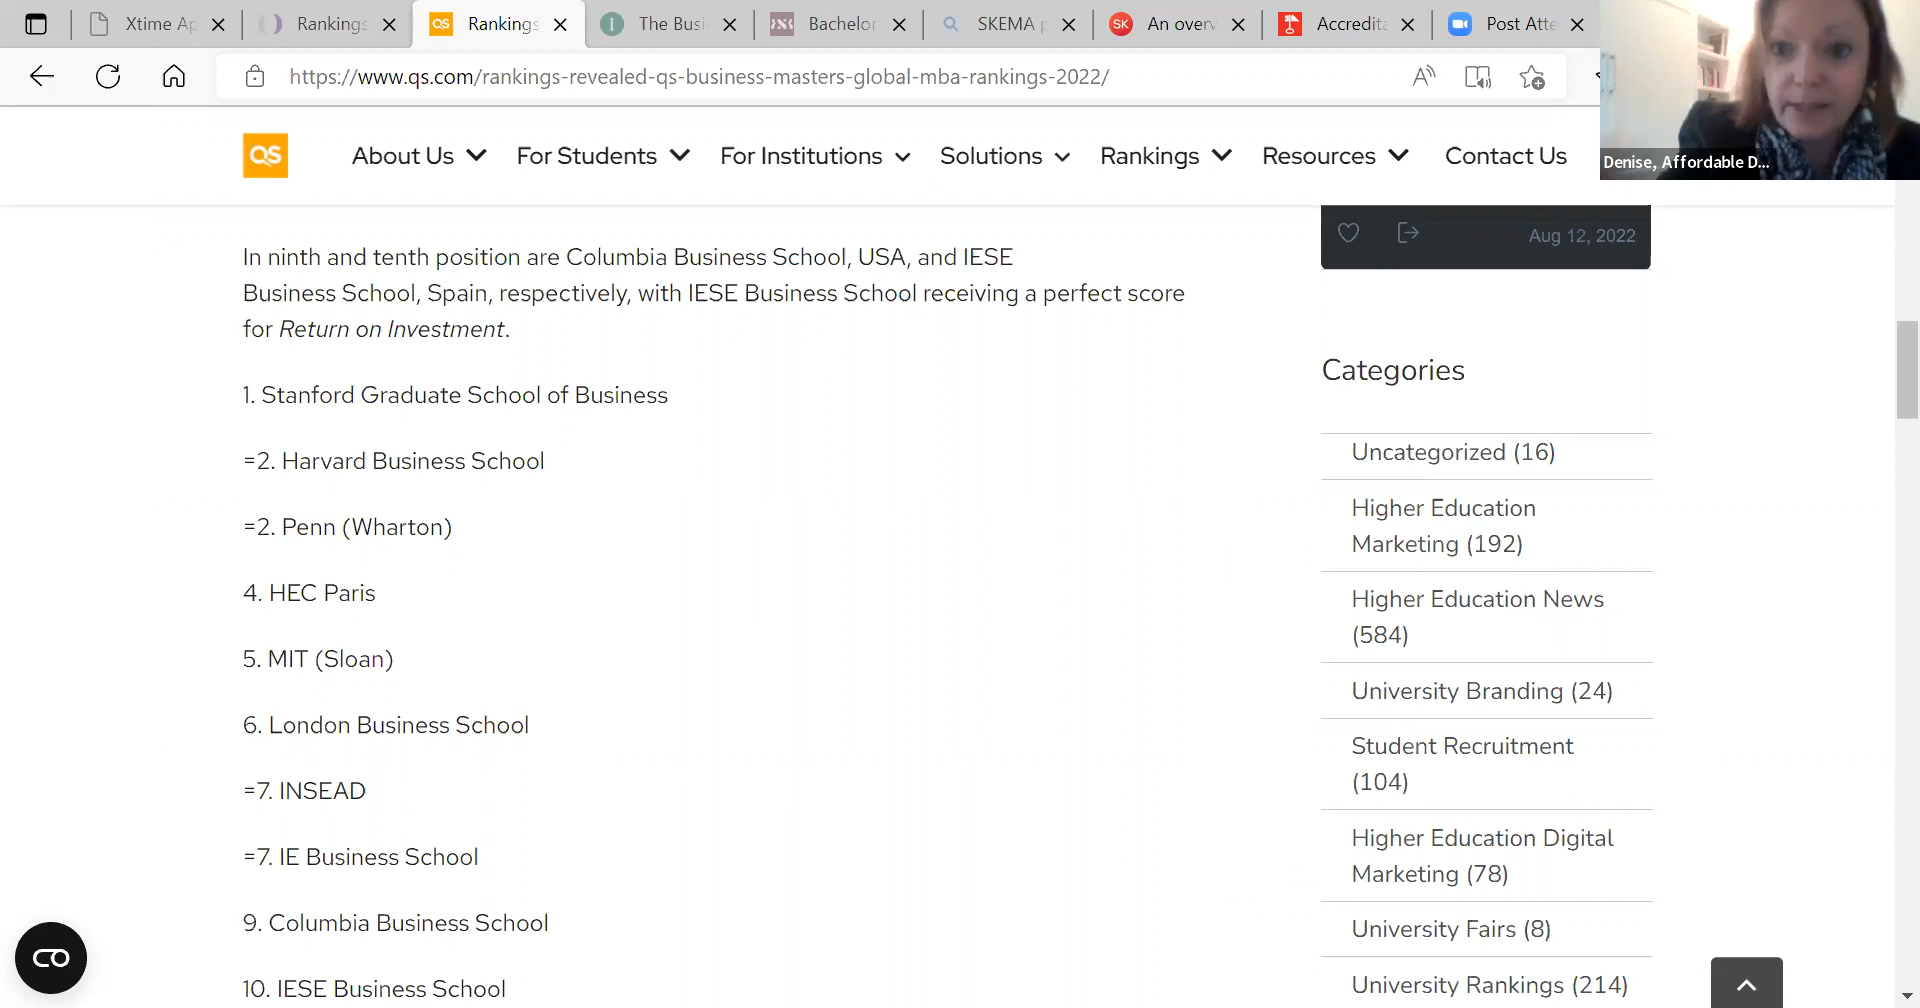 Xtime Ap
Rankings
QS
Rankings
I
The Busi
Bachelor
SKEMA p
SK
An over
Accredita
Post Atte
https://www.qs.com/rankings-revealed-qs-business-masters-global-mba-rankings-2022/
Denise, Affordable D...
QS
About Us
For Students
For Institutions
Solutions
Rankings
Resources
Contact Us
Aug 12, 2022
In ninth and tenth position are Columbia Business School, USA, and IESE
Business School, Spain, respectively, with IESE Business School receiving a perfect score
for Return on Investment.
1. Stanford Graduate School of Business
=2. Harvard Business School
=2. Penn (Wharton)
4. HEC Paris
5. MIT (Sloan)
6. London Business School
=7. INSEAD
=7. IE Business School
9. Columbia Business School
10. IESE Business School
Categories
Uncategorized (16)
Higher Education
Marketing (192)
Higher Education News
(584)
University Branding (24)
Student Recruitment
(104)
Higher Education Digital
Marketing (78)
University Fairs (8)
University Rankings (214)